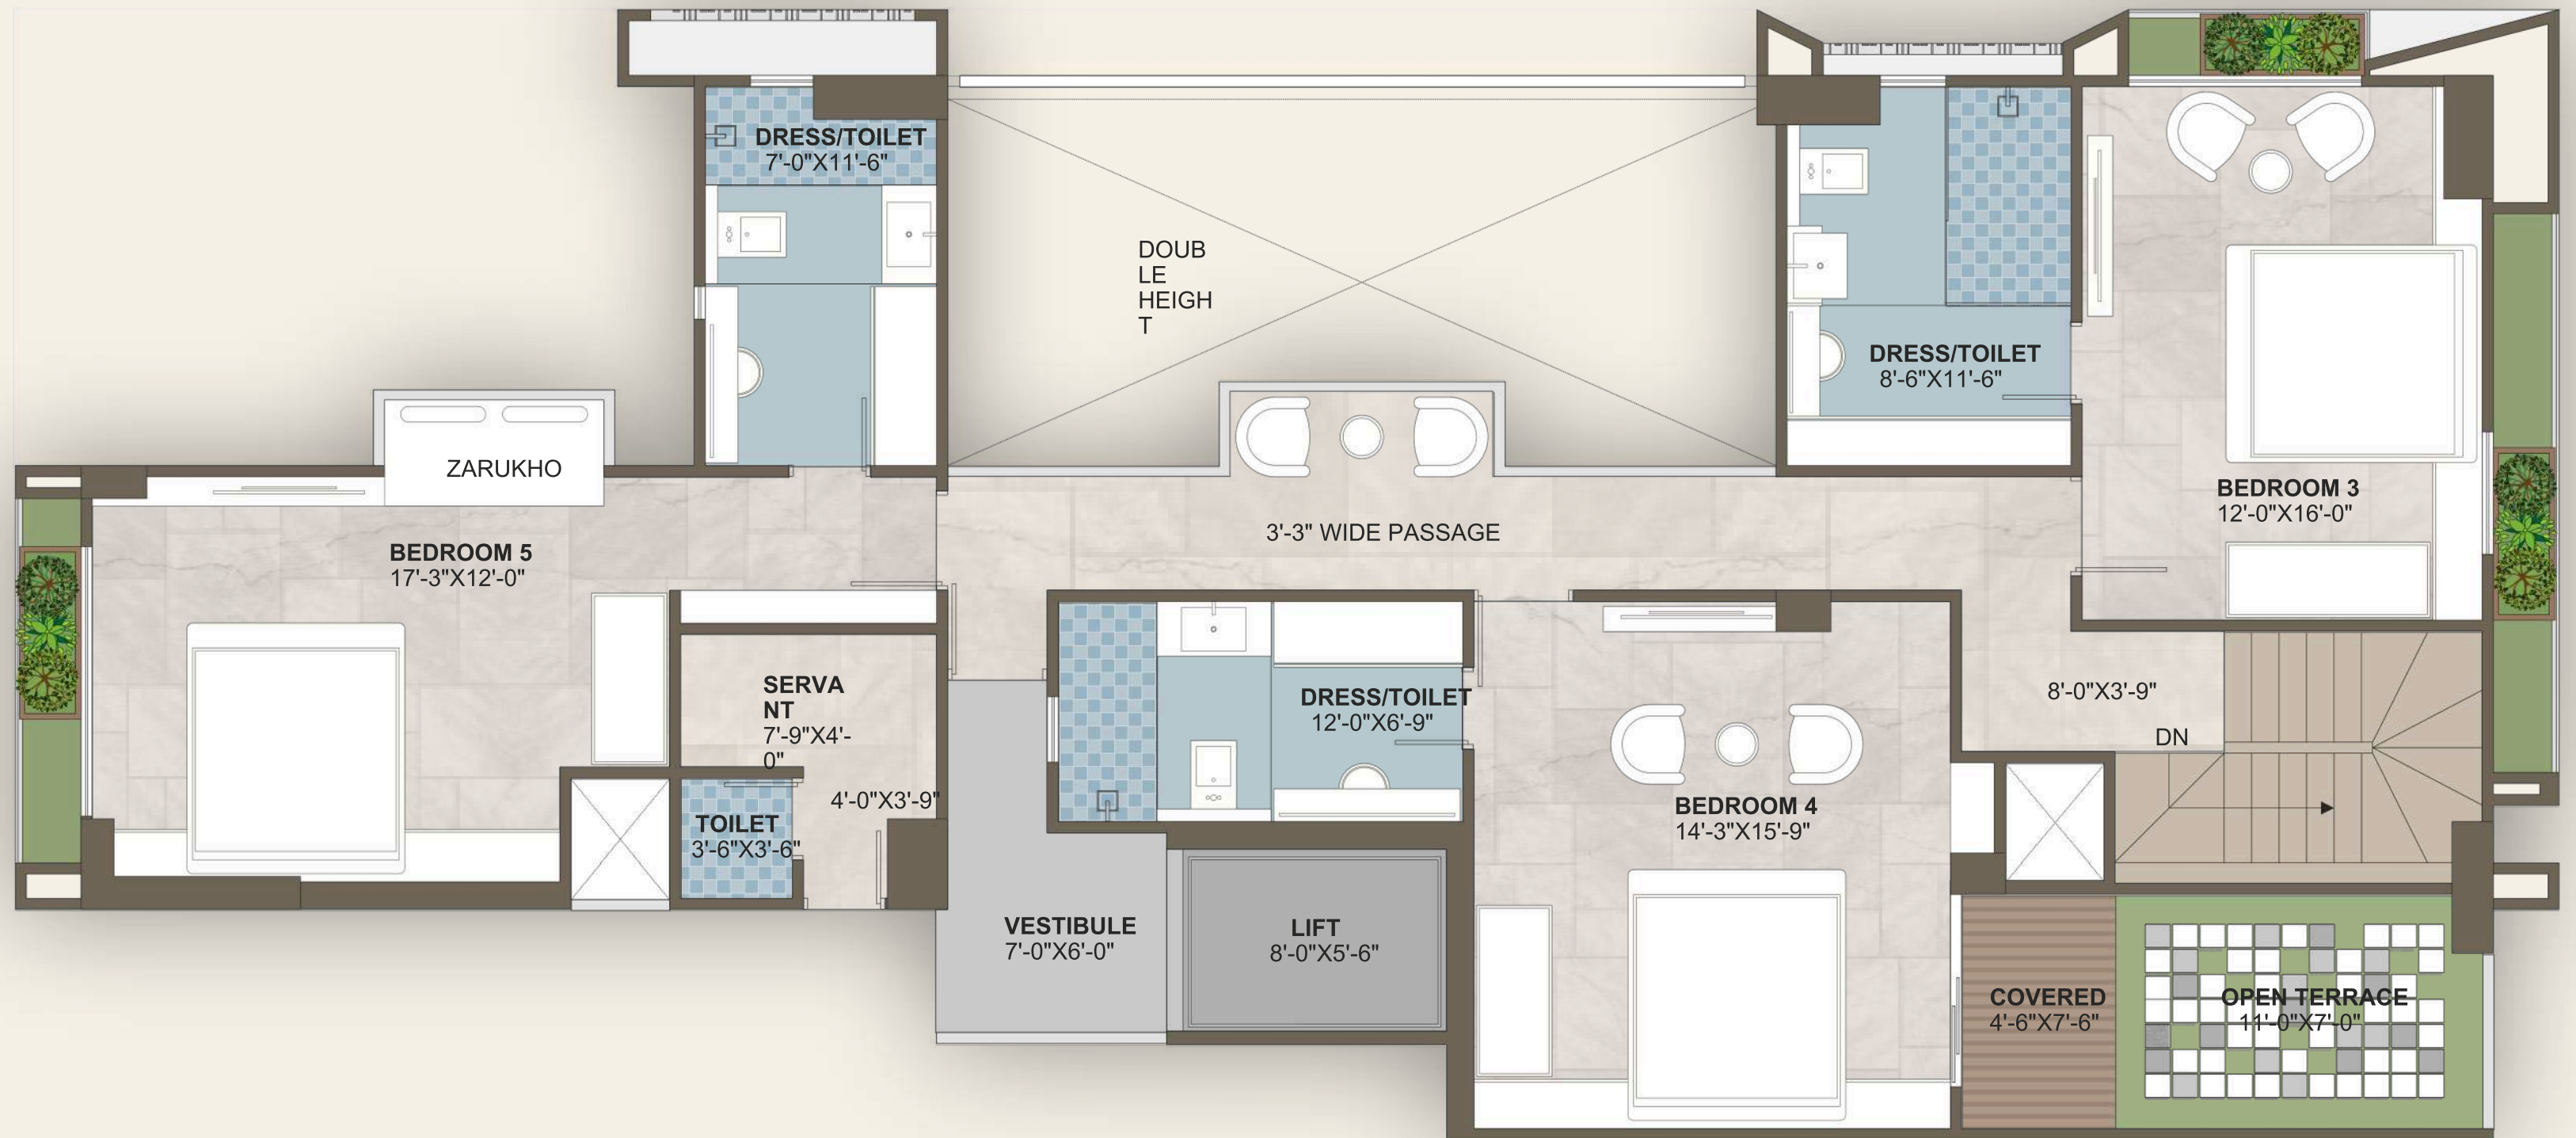 DRESS/TOILET
7'-0"X11'-6"
DOUB
LE
HEIGH
T
DRESS/TOILET
8'-6"X11'-6"
ZARUKHO
BEDROOM 3
12'-0"X16'-0"
3'-3" WIDE PASSAGE
BEDROOM 5
17'-3"X12'-0"
SERVA
NT
7'-9"X4'-
0"
DRESS/TOILET
12'-0"X6'-9"
8'-0"X3'-9"
DN
4'-0"X3'-9"
TOILET
3'-6"X3'-6"
BEDROOM 4
14'-3"X15'-9"
VESTIBULE
7'-0"X6'-0"
LIFT
8'-0"X5'-6"
COVERED
4'-6"X7'-6"
OPEN TERRACE
11'-0"X7'-0"